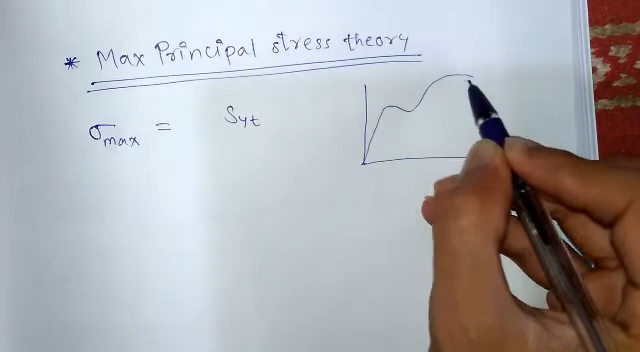 * Max Principal stress theory
σmax = Syt